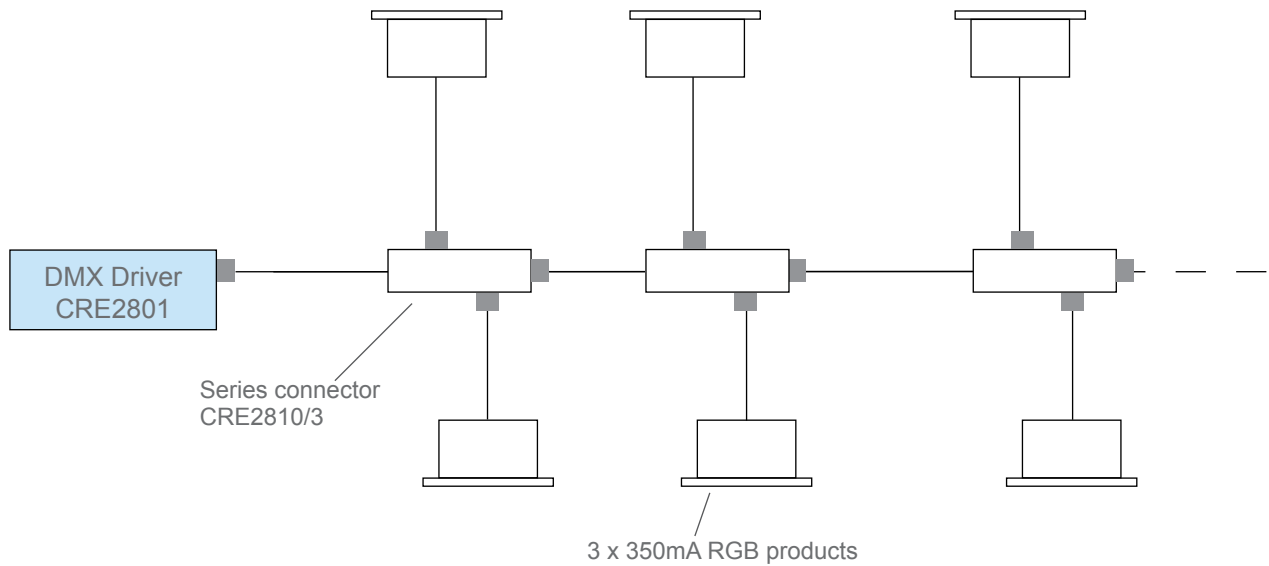 DMX Driver
CRE2801
Series connector
CRE2810/3
3 x 350mA RGB products